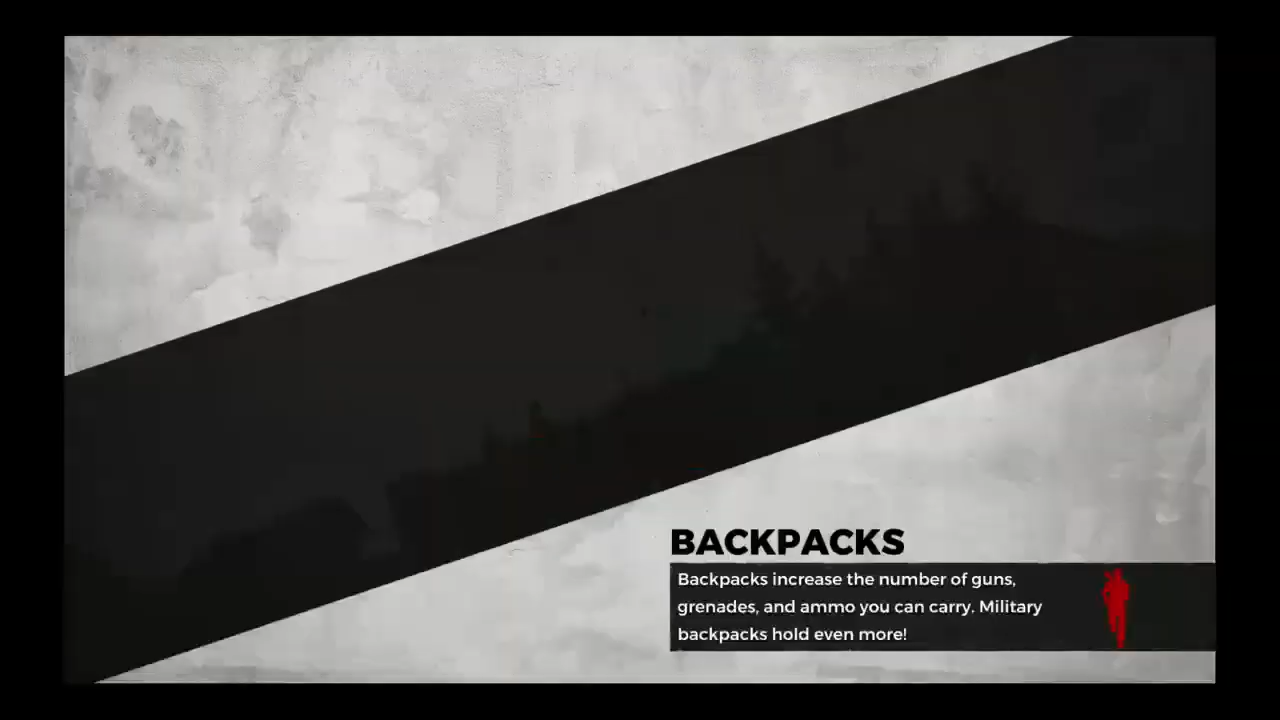 BACKPACKS
Backpacks increase the number of guns,
grenades, and ammo you can carry. Military
backpacks hold even more!